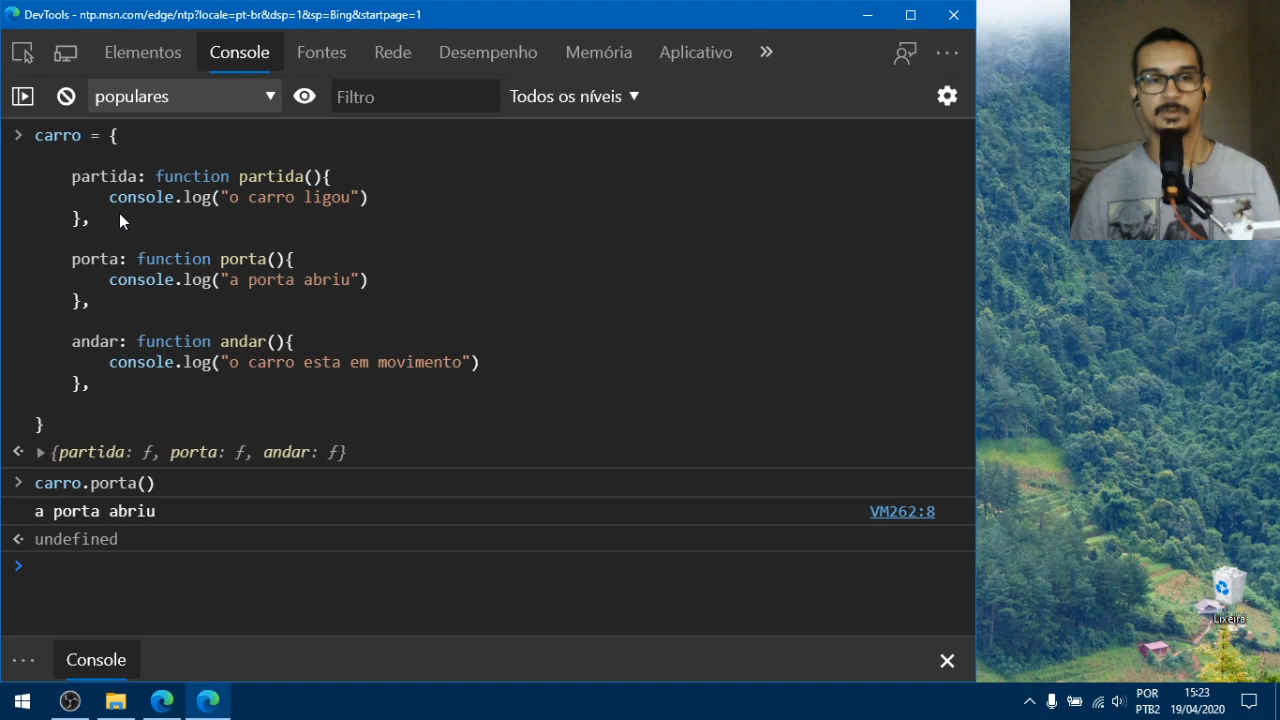 DevTools - ntp.msn.com/edge/ntp?locale=pt-br&dsp=1&sp=Bing&startpage=1
Elementos Console Fontes Rede Desempenho Memória Aplicativo »
populares Filtro Todos os níveis
> carro = {
partida: function partida(){
console.log("o carro ligou")
},
porta: function porta(){
console.log("a porta abriu")
},
andar: function andar(){
console.log("o carro esta em movimento")
},
}
{partida: ƒ, porta: ƒ, andar: ƒ}
> carro.porta()
a porta abriu VM262:8
undefined
>
Console
Lixeira
POR 15:23
PTB2 19/04/2020